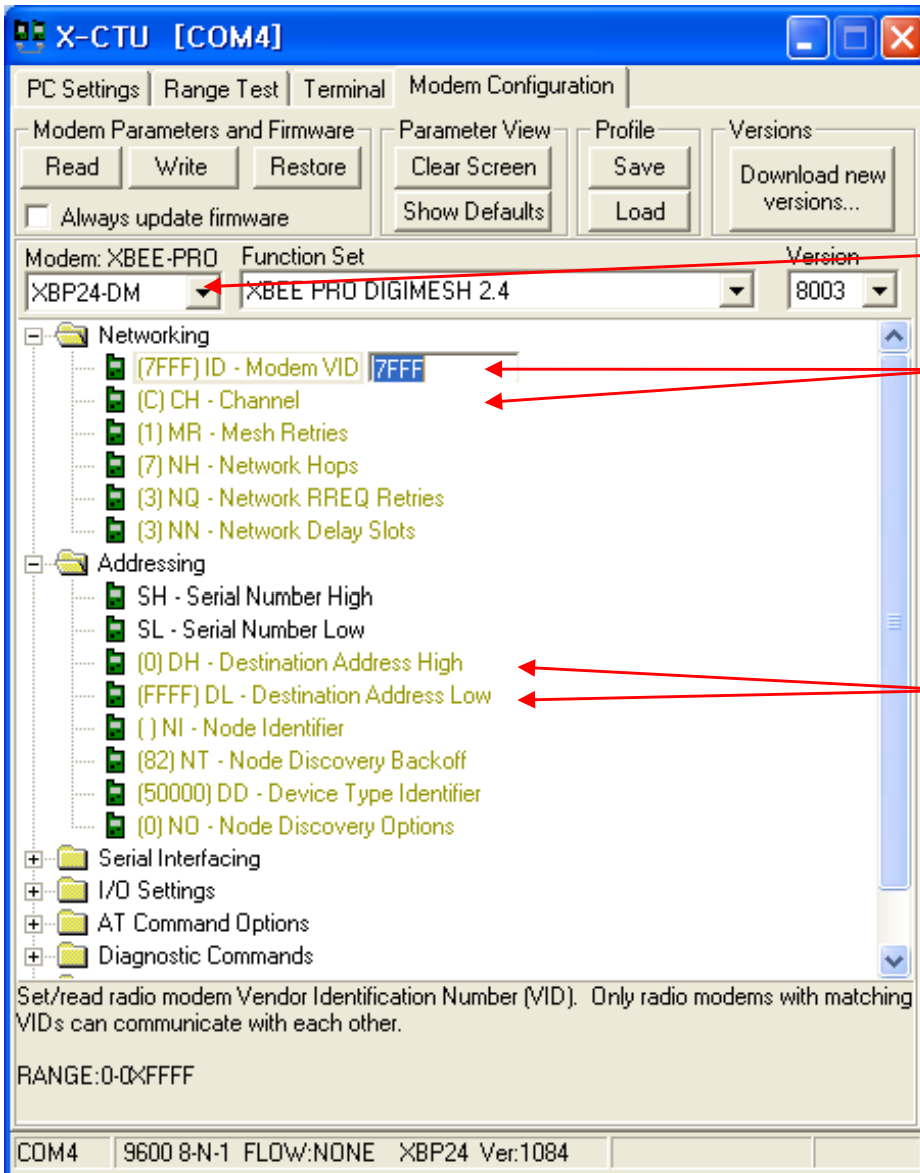 X-CTU [COM4]
PC Settings Range Test Terminal Modem Configuration
Modem Parameters and Firmware Parameter View Profile Versions
Read Write Restore Clear Screen Save Download new versions...
Always update firmware Show Defaults Load
Modem: XBEE-PRO Function Set Version
XBP24-DM XBEE PRO DIGIMESH 2.4 8003
Networking
(7FFF) ID - Modem VID 7FFF
(C) CH - Channel
(1) MR - Mesh Retries
(7) NH - Network Hops
(3) NQ - Network RREQ Retries
(3) NN - Network Delay Slots
Addressing
SH - Serial Number High
SL - Serial Number Low
(0) DH - Destination Address High
(FFFF) DL - Destination Address Low
( ) NI - Node Identifier
(82) NT - Node Discovery Backoff
(50000) DD - Device Type Identifier
(0) NO - Node Discovery Options
Serial Interfacing
I/O Settings
AT Command Options
Diagnostic Commands
Set/read radio modem Vendor Identification Number (VID). Only radio modems with matching
VIDs can communicate with each other.
RANGE:0-0XFFFF
COM4 9600 8-N-1 FLOW:NONE XBP24 Ver:1084